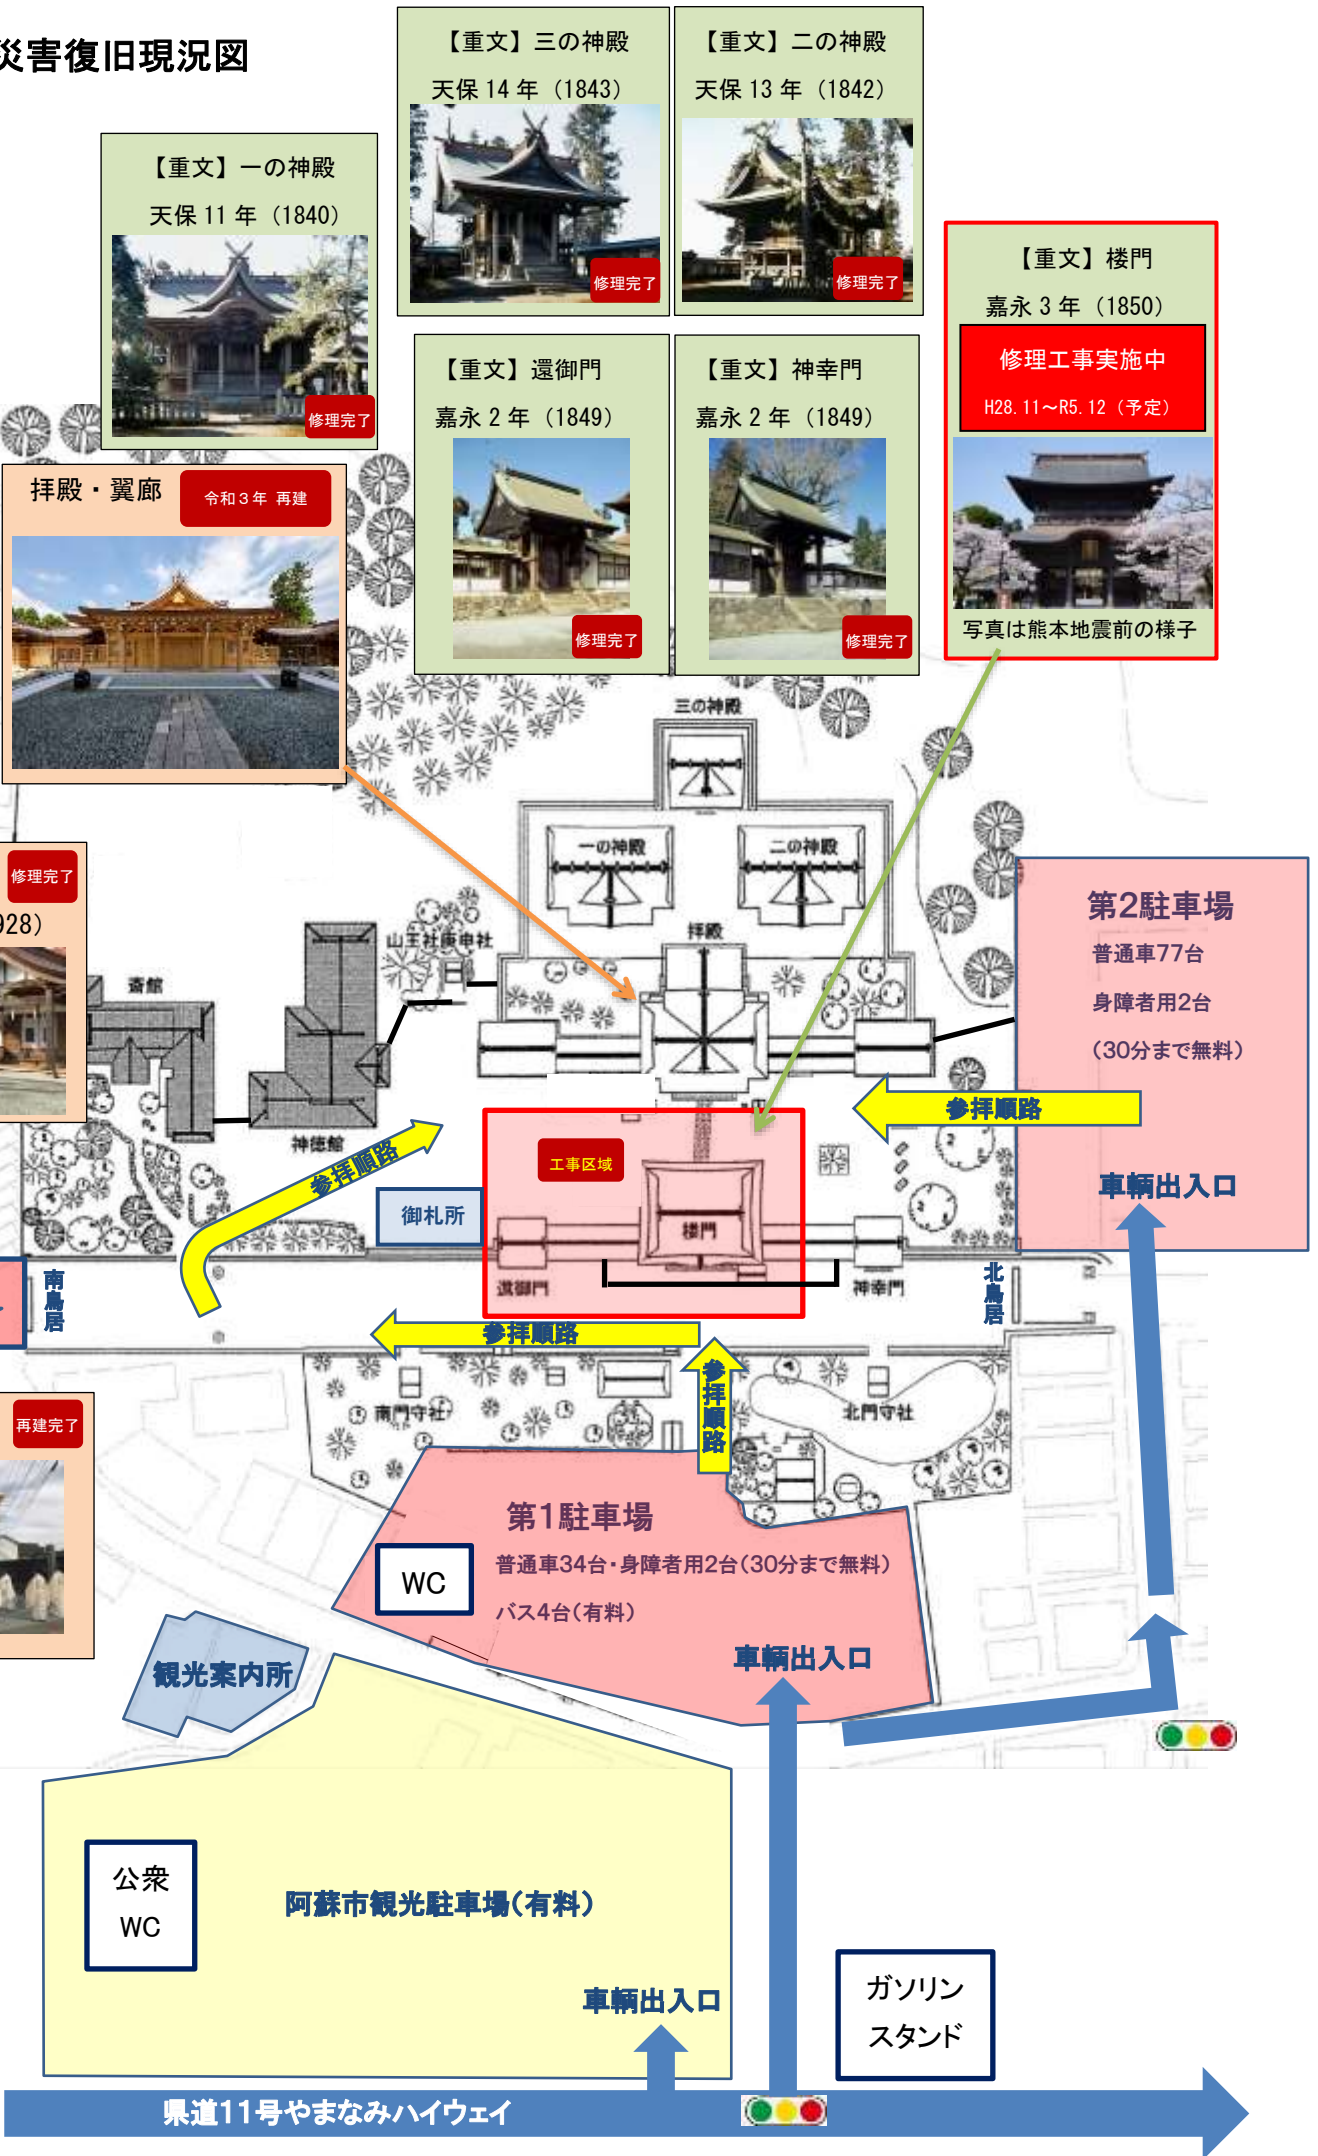 災害復旧現況図
【重文】三の神殿
天保 14 年（1843）
修理完了
【重文】二の神殿
天保 13 年（1842）
修理完了
【重文】一の神殿
天保 11 年（1840）
修理完了
【重文】楼門
嘉永 3 年（1850）
修理工事実施中
H28.11～R5.12（予定）
写真は熊本地震前の様子
【重文】還御門
嘉永 2 年（1849）
修理完了
【重文】神幸門
嘉永 2 年（1849）
修理完了
拝殿・翼廊
令和３年 再建
三の神殿
一の神殿
二の神殿
拝殿
修理完了
928）
山王社庚申社
斎館
神徳館
第2駐車場
普通車77台
身障者用2台
（30分まで無料）
参拝順路
車輌出入口
参拝順路
工事区域
御札所
楼門
還御門
神幸門
南鳥居
北鳥居
参拝順路
参拝順路
南門守社
北門守社
再建完了
第1駐車場
普通車34台・身障者用2台（30分まで無料）
バス4台（有料）
WC
車輌出入口
観光案内所
公衆
WC
阿蘇市観光駐車場（有料）
車輌出入口
ガソリン
スタンド
県道11号やまなみハイウェイ